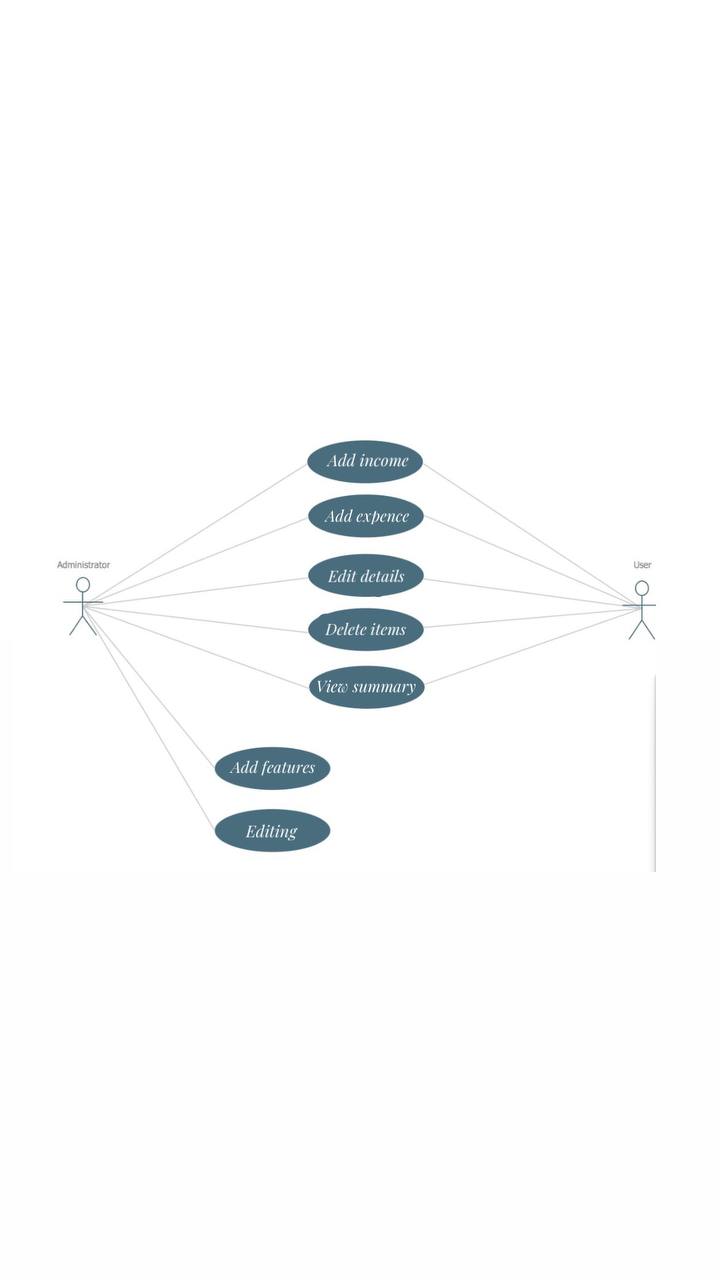 Add income
Add expence
Administrator
User
Edit details
Delete items
View summary
Add features
Editing